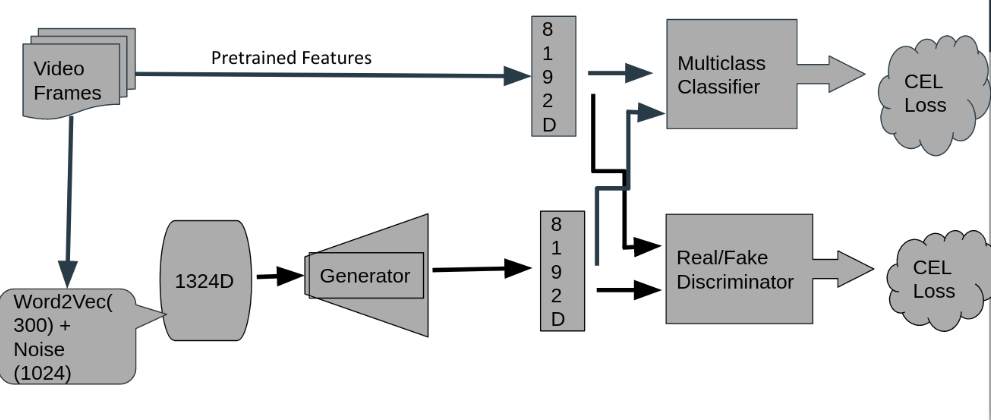 Video
Frames
Pretrained Features
8
1
9
2
D
Multiclass
Classifier
CEL
Loss
Word2Vec(
300) +
Noise
(1024)
1324D
Generator
8
1
9
2
D
Real/Fake
Discriminator
CEL
Loss